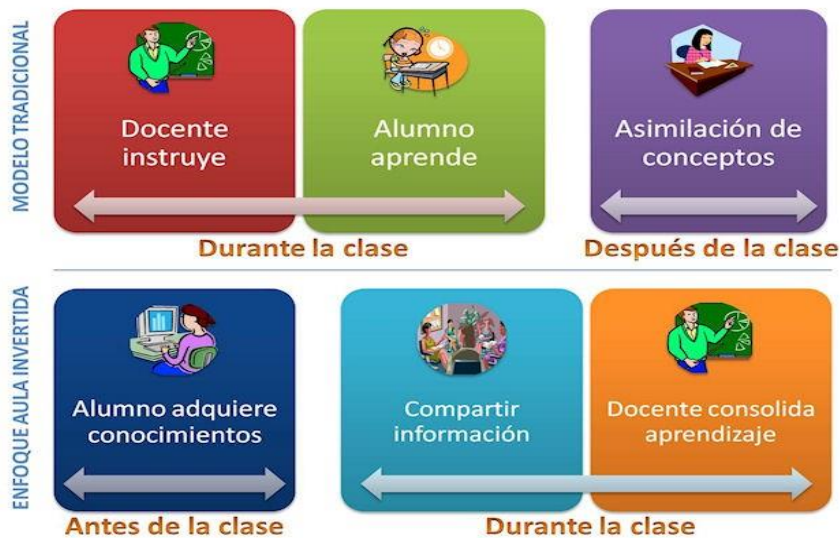 MODELO TRADICIONAL
Docente
instruye
Alumno
aprende
Asimilación de
conceptos
Durante la clase
Después de la clase
ENFOQUE AULA INVERTIDA
Alumno adquiere
conocimientos
Compartir
información
Docente consolida
aprendizaje
Antes de la clase
Durante la clase